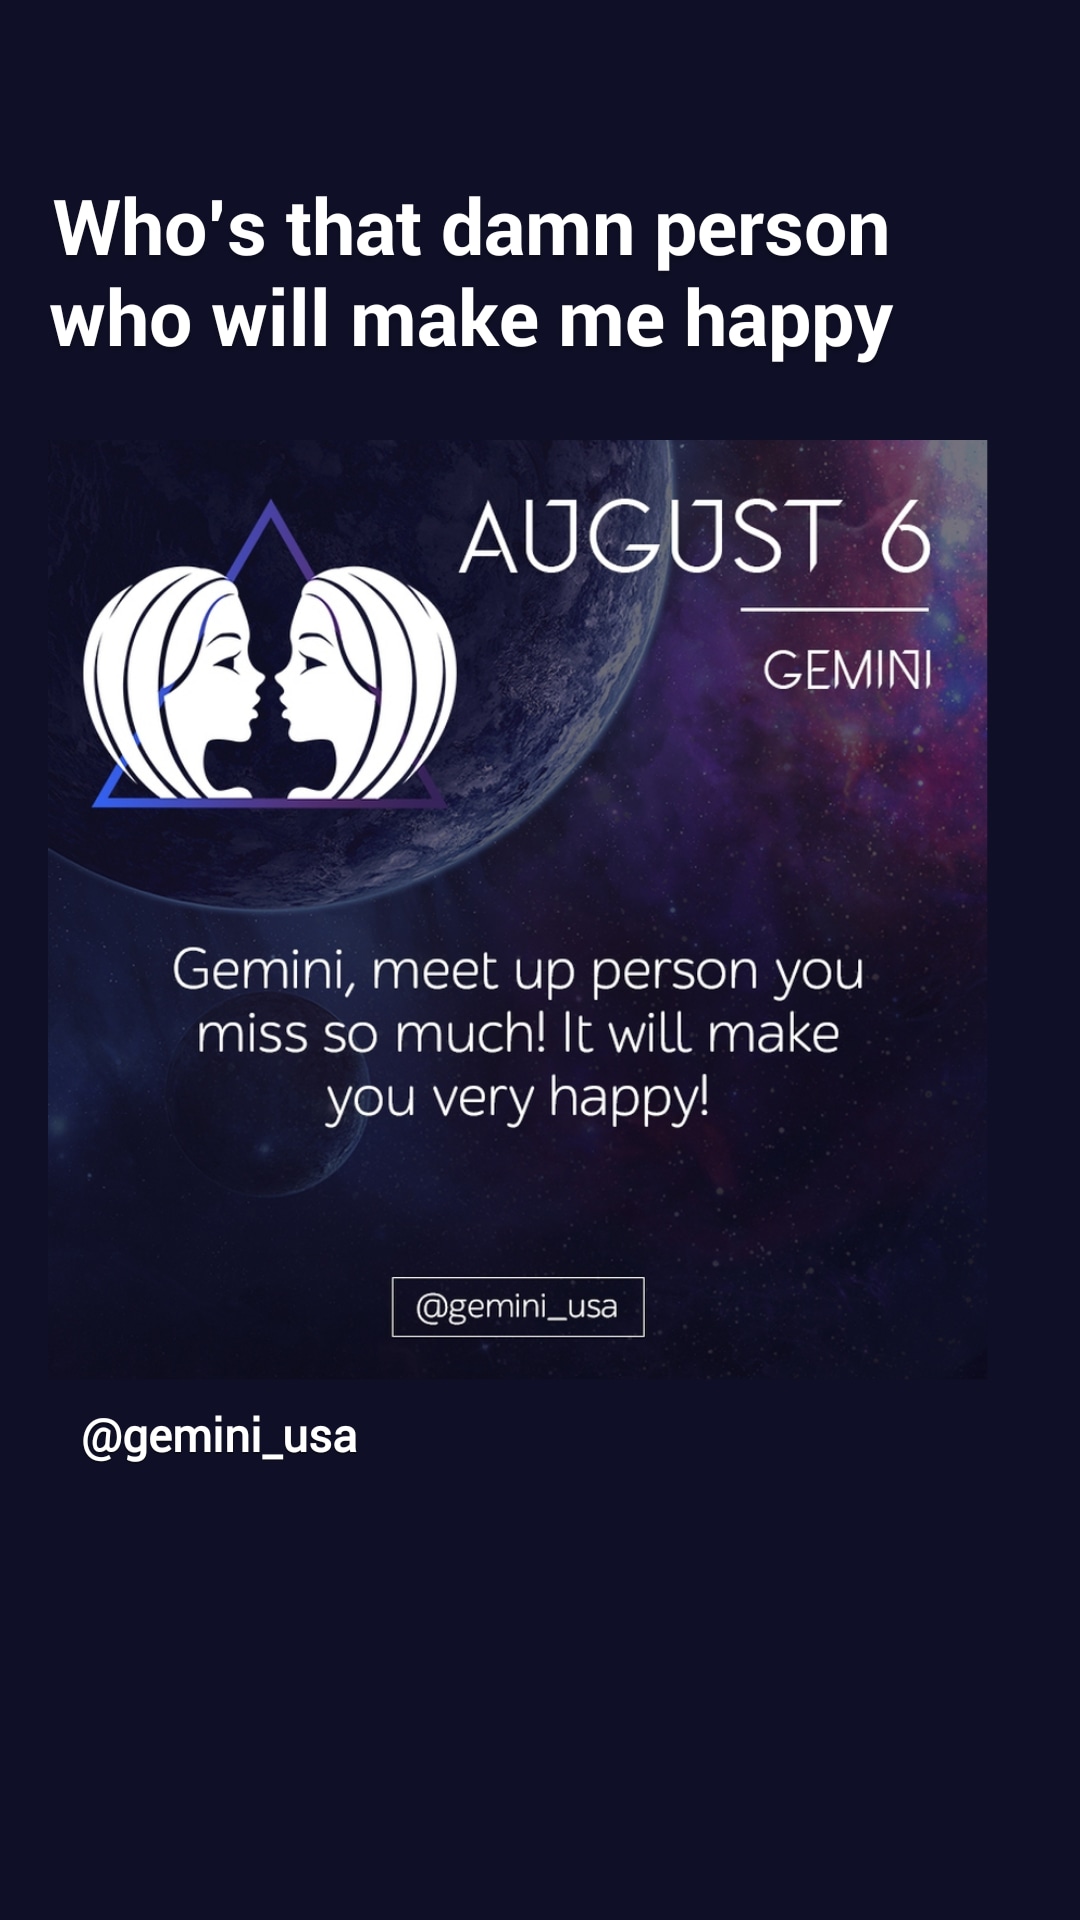 Who's that damn person
who will make me happy
AUGUST 6
GEMINI
Gemini, meet up person you
miss so much! It will make
you very happy!
@gemini_usa
@gemini_usa